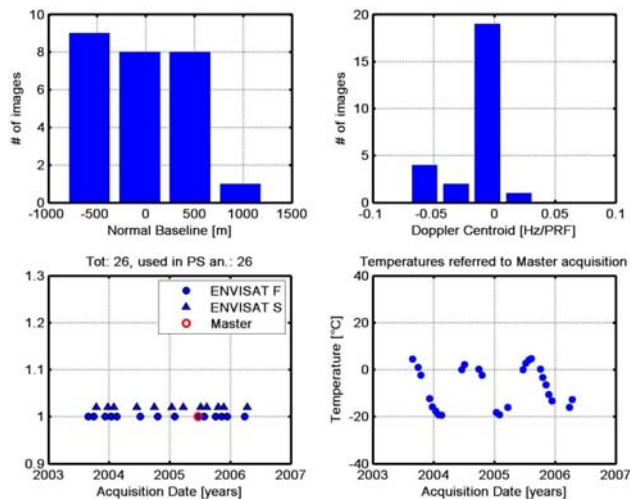 10
8
6
4
2
0
-1000 -500 0 500 1000 1500
# of images
Normal Baseline [m]
20
15
10
5
0
-0.1 -0.05 0 0.05 0.1
# of images
Doppler Centroid [Hz/PRF]
Tot: 26, used in PS an.: 26
1.3
1.2
1.1
1
0.9
2003 2004 2005 2006 2007
ENVISAT F
ENVISAT S
Master
Acquisition Date [years]
Temperatures referred to Master acquisition
40
20
0
-20
-40
2003 2004 2005 2006 2007
Temperature [°C]
Acquisition Date [years]